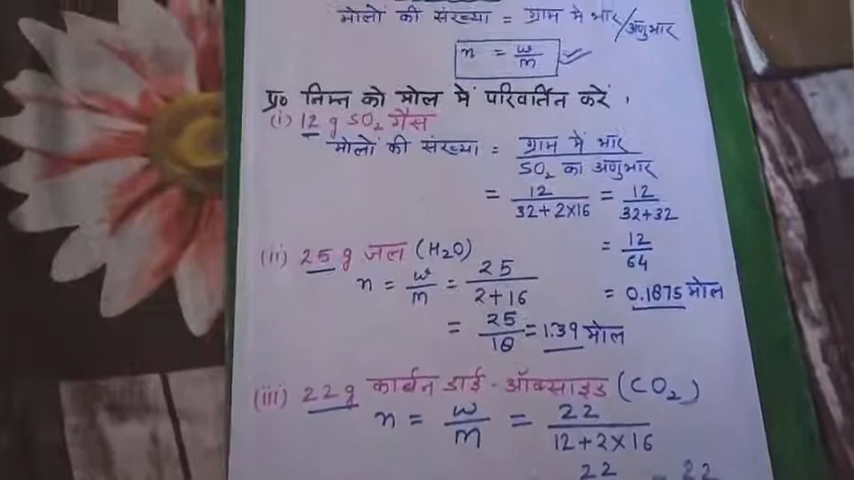 मोलों की संख्या = ग्राम में भार/अणुभार
n = w/m
प्र० निम्न को मोल में परिवर्तित करें ।
(i) 12 g SO₂ गैस
मोलों की संख्या = ग्राम में भार/SO₂ का अणुभार
= 12/32+2×16 = 12/32+32
= 12/64
= 0.1875 मोल
(ii) 25 g जल (H₂O)
n = w/m = 25/2+16
= 25/18 = 1.39 मोल
(iii) 22g कार्बन डाई-ऑक्साइड (CO₂)
n = w/m = 22/12+2×16
22 = 22